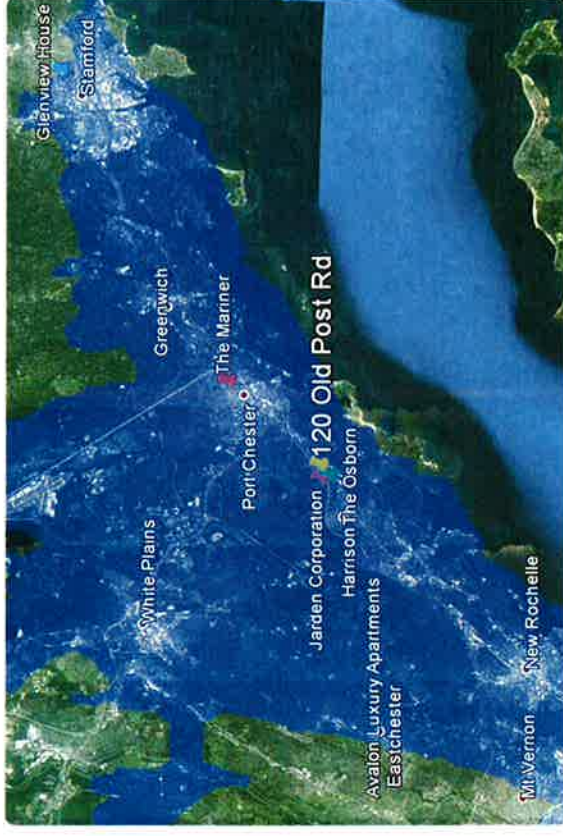 Glenview House
Stamford
Greenwich
The Mariner
Port Chester
White Plains
120 Old Post Rd
Jarden Corporation
Harrison The Osborn
Avalon Luxury Apartments
Eastchester
New Rochelle
Mt Vernon